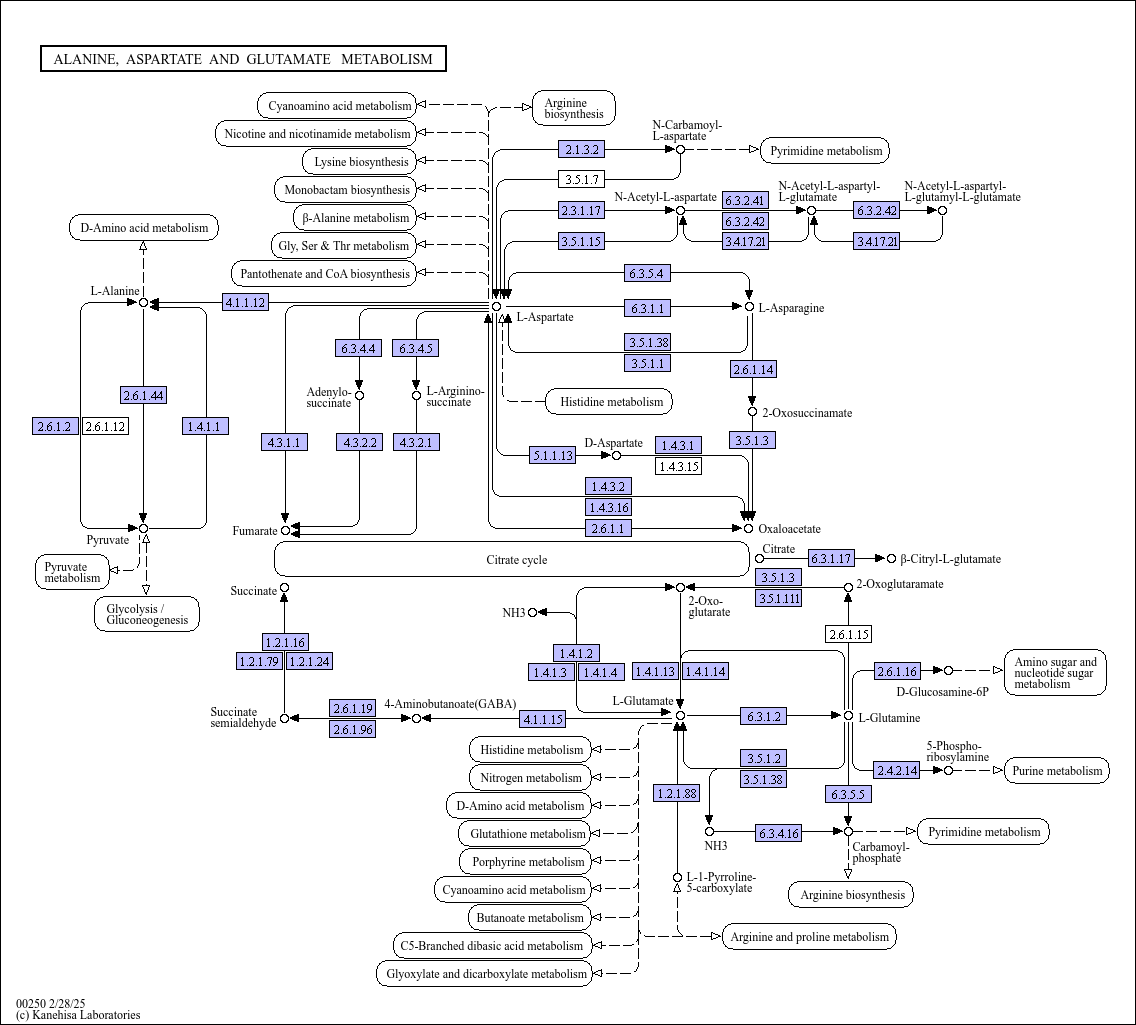 ALANINE, ASPARTATE AND GLUTAMATE METABOLISM
Cyanoamino acid metabolism
Arginine
biosynthesis
Nicotine and nicotinamide metabolism
N-Carbamoyl-
L-aspartate
2.1.3.2
Pyrimidine metabolism
Lysine biosynthesis
3.5.1.7
Monobactam biosynthesis
N-Acetyl-L-aspartate
N-Acetyl-L-aspartyl-
L-glutamate
N-Acetyl-L-aspartyl-
L-glutamyl-L-glutamate
6.3.2.41
2.3.1.17
6.3.2.42
6.3.2.42
β-Alanine metabolism
D-Amino acid metabolism
Gly, Ser & Thr metabolism
3.5.1.15
3.4.17.21
3.4.17.21
Pantothenate and CoA biosynthesis
6.3.5.4
L-Alanine
4.1.1.12
6.3.1.1
L-Asparagine
L-Aspartate
6.3.4.4
6.3.4.5
3.5.1.38
3.5.1.1
2.6.1.14
2.6.1.44
Adenylo-
succinate
L-Arginino-
succinate
Histidine metabolism
2-Oxosuccinamate
2.6.1.2
2.6.1.12
1.4.1.1
4.3.1.1
4.3.2.2
4.3.2.1
D-Aspartate
1.4.3.1
3.5.1.3
5.1.1.13
1.4.3.15
1.4.3.2
1.4.3.16
2.6.1.1
Fumarate
Oxaloacetate
Pyruvate
Citrate cycle
Citrate
6.3.1.17
β-Citryl-L-glutamate
Pyruvate
metabolism
3.5.1.3
3.5.1.111
2-Oxoglutaramate
Succinate
Glycolysis /
Gluconeogenesis
NH3
2-Oxo-
glutarate
2.6.1.15
1.2.1.16
1.2.1.79
1.2.1.24
1.4.1.2
1.4.1.3
1.4.1.4
1.4.1.13
1.4.1.14
2.6.1.16
Amino sugar and
nucleotide sugar
metabolism
D-Glucosamine-6P
L-Glutamate
4-Aminobutanoate(GABA)
2.6.1.19
2.6.1.96
Succinate
semialdehyde
4.1.1.15
6.3.1.2
L-Glutamine
Histidine metabolism
3.5.1.2
3.5.1.38
5-Phospho-
ribosylamine
2.4.2.14
Purine metabolism
Nitrogen metabolism
1.2.1.88
6.3.5.5
D-Amino acid metabolism
Glutathione metabolism
NH3
6.3.4.16
Carbamoyl-
phosphate
Pyrimidine metabolism
Porphyrine metabolism
L-1-Pyrroline-
5-carboxylate
Cyanoamino acid metabolism
Arginine biosynthesis
Butanoate metabolism
Arginine and proline metabolism
C5-Branched dibasic acid metabolism
Glyoxylate and dicarboxylate metabolism
00250 2/28/25
(c) Kanehisa Laboratories